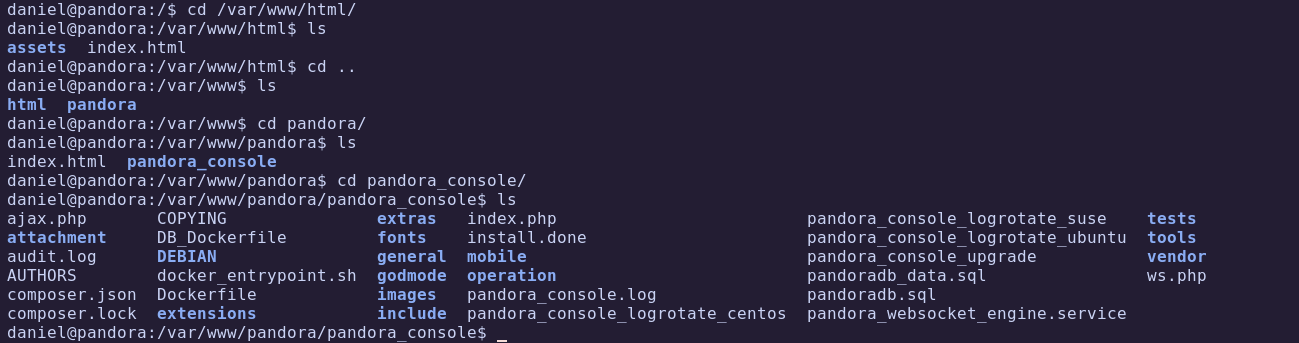 daniel@pandora:/$ cd /var/www/html/
daniel@pandora:/var/www/html$ ls
assets  index.html
daniel@pandora:/var/www/html$ cd ..
daniel@pandora:/var/www$ ls
html  pandora
daniel@pandora:/var/www$ cd pandora/
daniel@pandora:/var/www/pandora$ ls
index.html  pandora_console
daniel@pandora:/var/www/pandora$ cd pandora_console/
daniel@pandora:/var/www/pandora/pandora_console$ ls
ajax.php       COPYING               extras   index.php                        pandora_console_logrotate_suse    tests
attachment     DB_Dockerfile         fonts    install.done                     pandora_console_logrotate_ubuntu  tools
audit.log      DEBIAN                general  mobile                           pandora_console_upgrade           vendor
AUTHORS        docker_entrypoint.sh  godmode  operation                        pandoradb_data.sql                ws.php
composer.json  Dockerfile            images   pandora_console.log              pandoradb.sql
composer.lock  extensions            include  pandora_console_logrotate_centos  pandora_websocket_engine.service
daniel@pandora:/var/www/pandora/pandora_console$